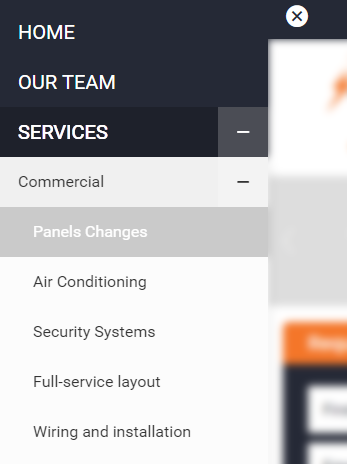 HOME
OUR TEAM
SERVICES
Commercial
Panels Changes
Air Conditioning
Security Systems
Full-service layout
Wiring and installation